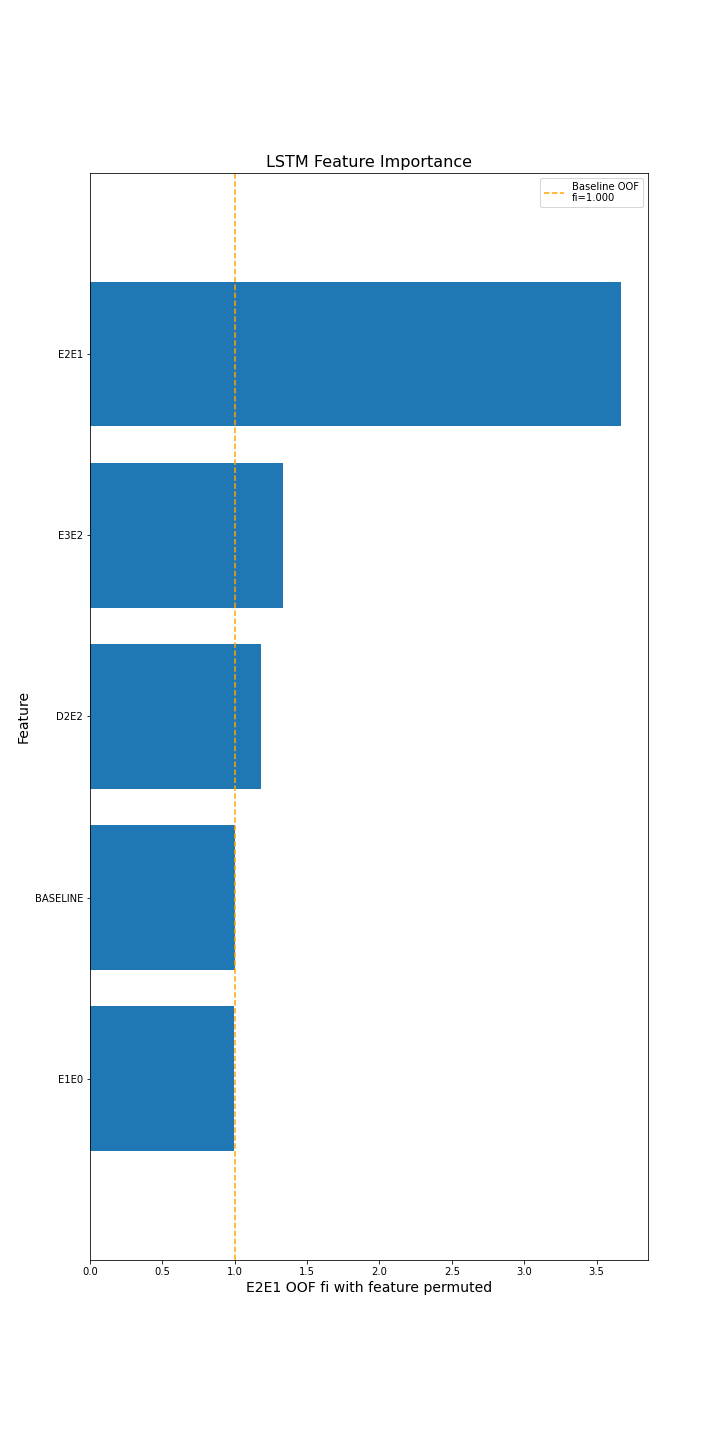 LSTM Feature Importance
Baseline OOF
fi=1.000
E2E1
E3E2
D2E2
BASELINE
E1E0
Feature
0.0 0.5 1.0 1.5 2.0 2.5 3.0 3.5
E2E1 OOF fi with feature permuted